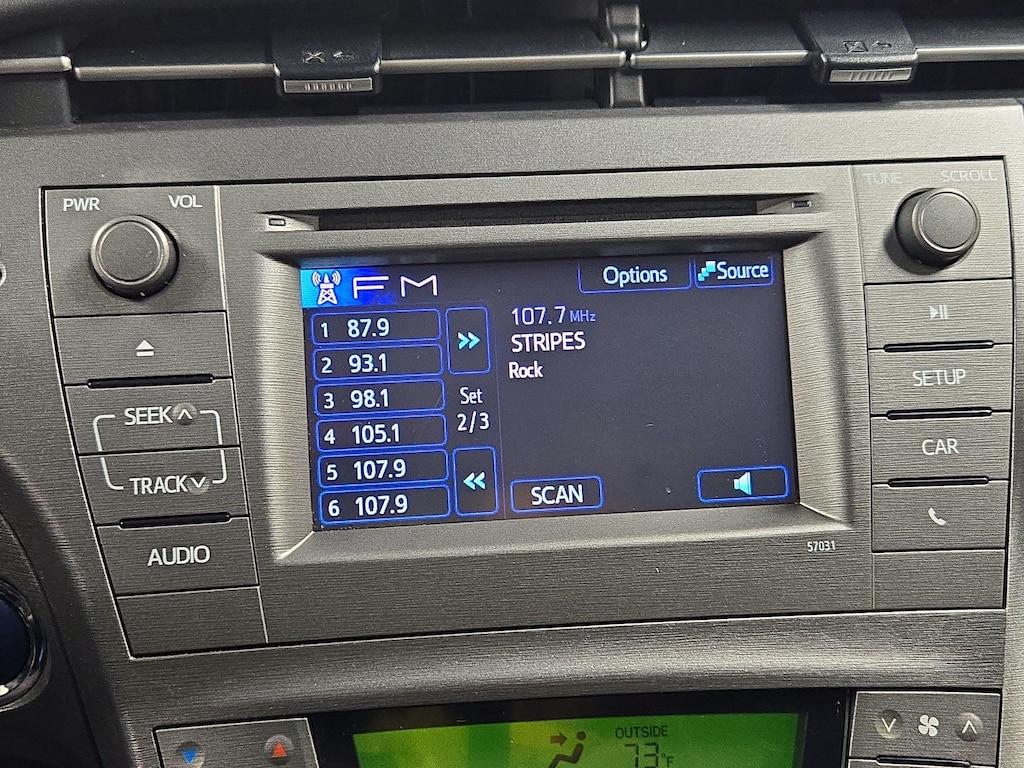 PWR VOL
TUNE SCROLL
FM
Options
Source
1 87.9
2 93.1
3 98.1
4 105.1
5 107.9
6 107.9
Set
2/3
107.7 MHz
STRIPES
Rock
SCAN
SEEK
TRACK
AUDIO
SETUP
CAR
57031
OUTSIDE
73°F